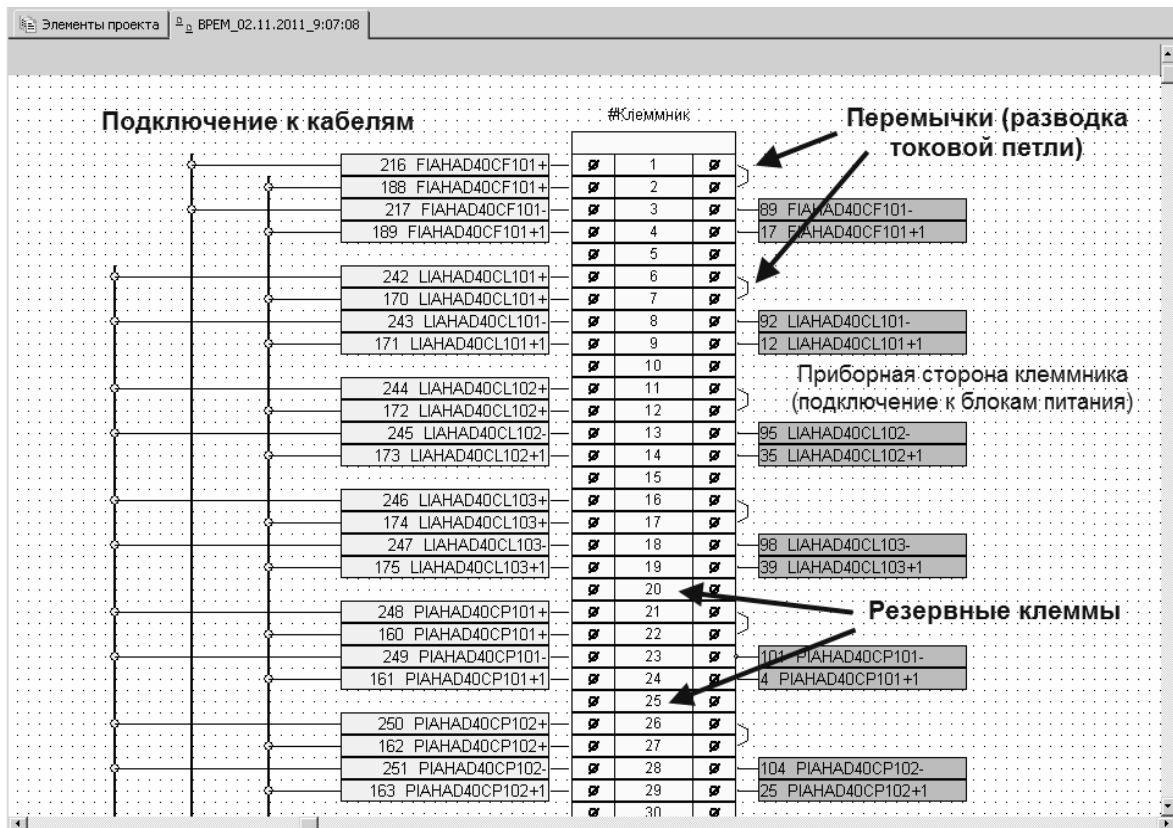 Элементы проекта ВРЕМ_02.11.2011_9:07:08
#Клеммник
Подключение к кабелям
Перемычки (разводка
токовой петли)
216 FIAHAD40CF101+ 1
188 FIAHAD40CF101+ 2
217 FIAHAD40CF101- 3 89 FIAHAD40CF101-
189 FIAHAD40CF101+1 4 17 FIAHAD40CF101+1
5
242 LIAHAD40CL101+ 6
170 LIAHAD40CL101+ 7
243 LIAHAD40CL101- 8 92 LIAHAD40CL101-
171 LIAHAD40CL101+1 9 12 LIAHAD40CL101+1
10
Приборная сторона клеммника
(подключение к блокам питания)
244 LIAHAD40CL102+ 11
172 LIAHAD40CL102+ 12
245 LIAHAD40CL102- 13 95 LIAHAD40CL102-
173 LIAHAD40CL102+1 14 35 LIAHAD40CL102+1
15
246 LIAHAD40CL103+ 16
174 LIAHAD40CL103+ 17
247 LIAHAD40CL103- 18 98 LIAHAD40CL103-
175 LIAHAD40CL103+1 19 39 LIAHAD40CL103+1
20
Резервные клеммы
248 PIAHAD40CP101+ 21
160 PIAHAD40CP101+ 22
249 PIAHAD40CP101- 23 101 PIAHAD40CP101-
161 PIAHAD40CP101+1 24 4 PIAHAD40CP101+1
25
250 PIAHAD40CP102+ 26
162 PIAHAD40CP102+ 27
251 PIAHAD40CP102- 28 104 PIAHAD40CP102-
163 PIAHAD40CP102+1 29 25 PIAHAD40CP102+1
30